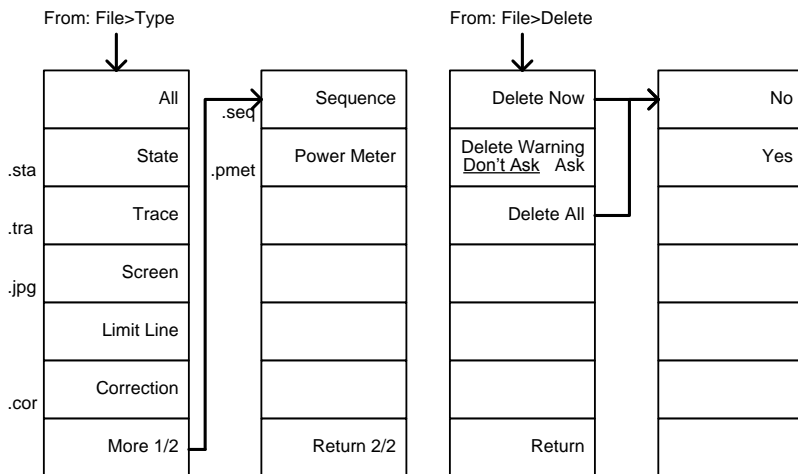 From: File>Type
All
.sta
State
.tra
Trace
.jpg
Screen
Limit Line
.cor
Correction
More 1/2
.seq
Sequence
.pmet
Power Meter
Return 2/2
From: File>Delete
Delete Now
Delete Warning
Don't Ask Ask
Delete All
Return
No
Yes